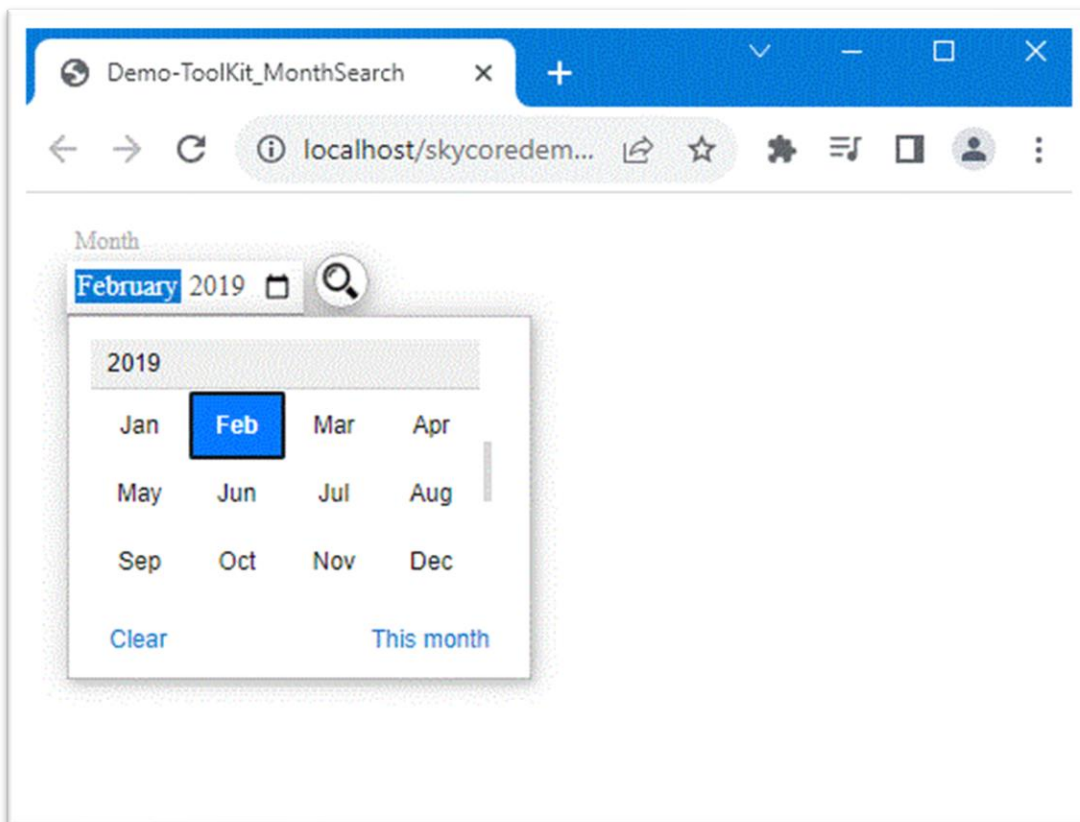 Demo-ToolKit_MonthSearch
localhost/skycoredem...
Month
February 2019
2019
Jan Feb Mar Apr
May Jun Jul Aug
Sep Oct Nov Dec
Clear This month